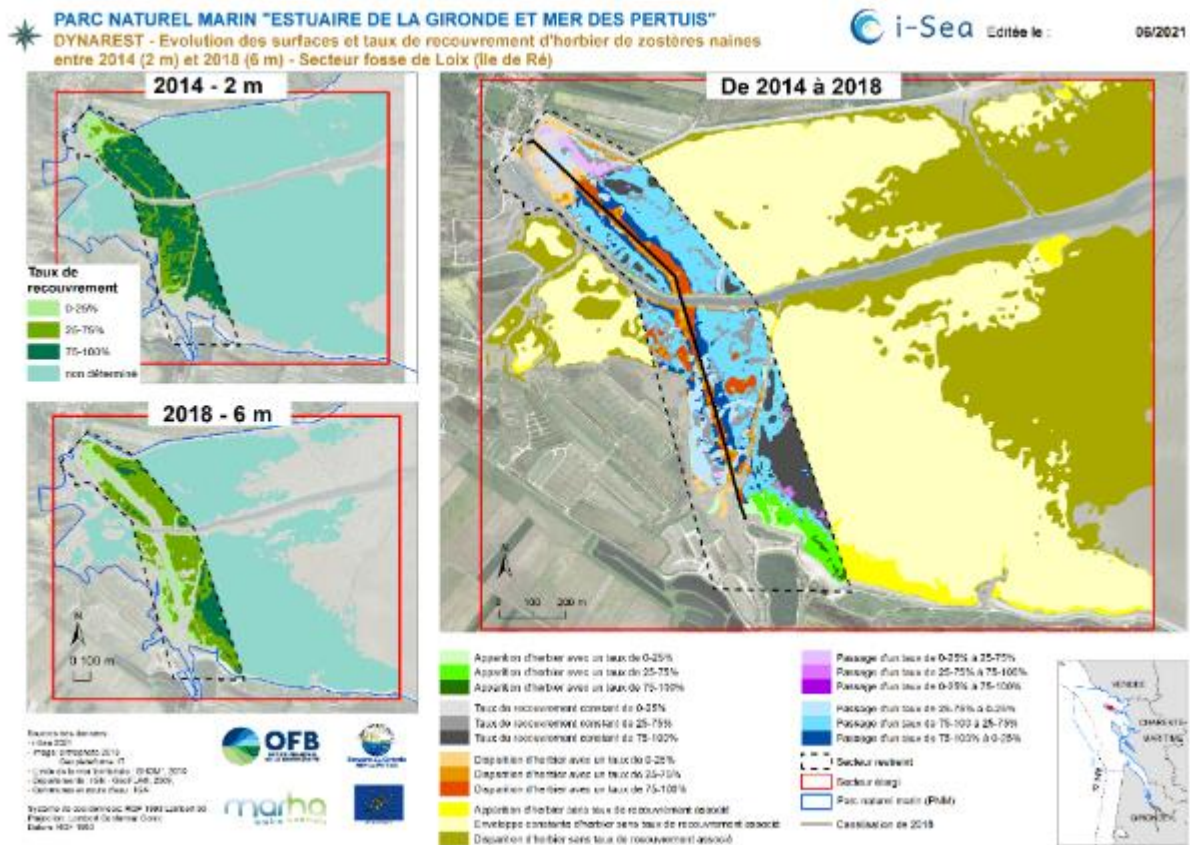 PARC NATUREL MARIN "ESTUAIRE DE LA GIRONDE ET MER DES PERTUIS"
DYNAREST - Evolution des surfaces et taux de recouvrement d'herbier de zostères naines
entre 2014 (2 m) et 2018 (6 m) - Secteur fosse de Loix (Ile de Ré)
i-Sea
Editée le :
06/2021
2014 - 2 m
Taux de
recouvrement
0-25%
25-75%
75-100%
non déterminé
2018 - 6 m
N
0 100 m
De 2014 à 2018
N
0 100 200 m
Apparition d'herbier avec un taux de 0-25%
Apparition d'herbier avec un taux de 25-75%
Apparition d'herbier avec un taux de 75-100%
Taux de recouvrement constant de 0-25%
Taux de recouvrement constant de 25-75%
Taux de recouvrement constant de 75-100%
Disparition d'herbier avec un taux de 0-25%
Disparition d'herbier avec un taux de 25-75%
Disparition d'herbier avec un taux de 75-100%
Apparition d'herbier sans taux de recouvrement associé
Enveloppe constante d'herbier sans taux de recouvrement associé
Disparition d'herbier sans taux de recouvrement associé
Passage d'un taux de 0-25% à 25-75%
Passage d'un taux de 25-75% à 75-100%
Passage d'un taux de 0-25% à 75-100%
Passage d'un taux de 25-75% à 0-25%
Passage d'un taux de 75-100 à 25-75%
Passage d'un taux de 75-100% à 0-25%
Secteur restreint
Secteur élargi
Parc naturel marin (PNM)
Canalisation de 2018
VENDEE
CHARENTE-
MARITIME
GIRONDE
Sources des données :
- i-Sea 2021
OFB
marha